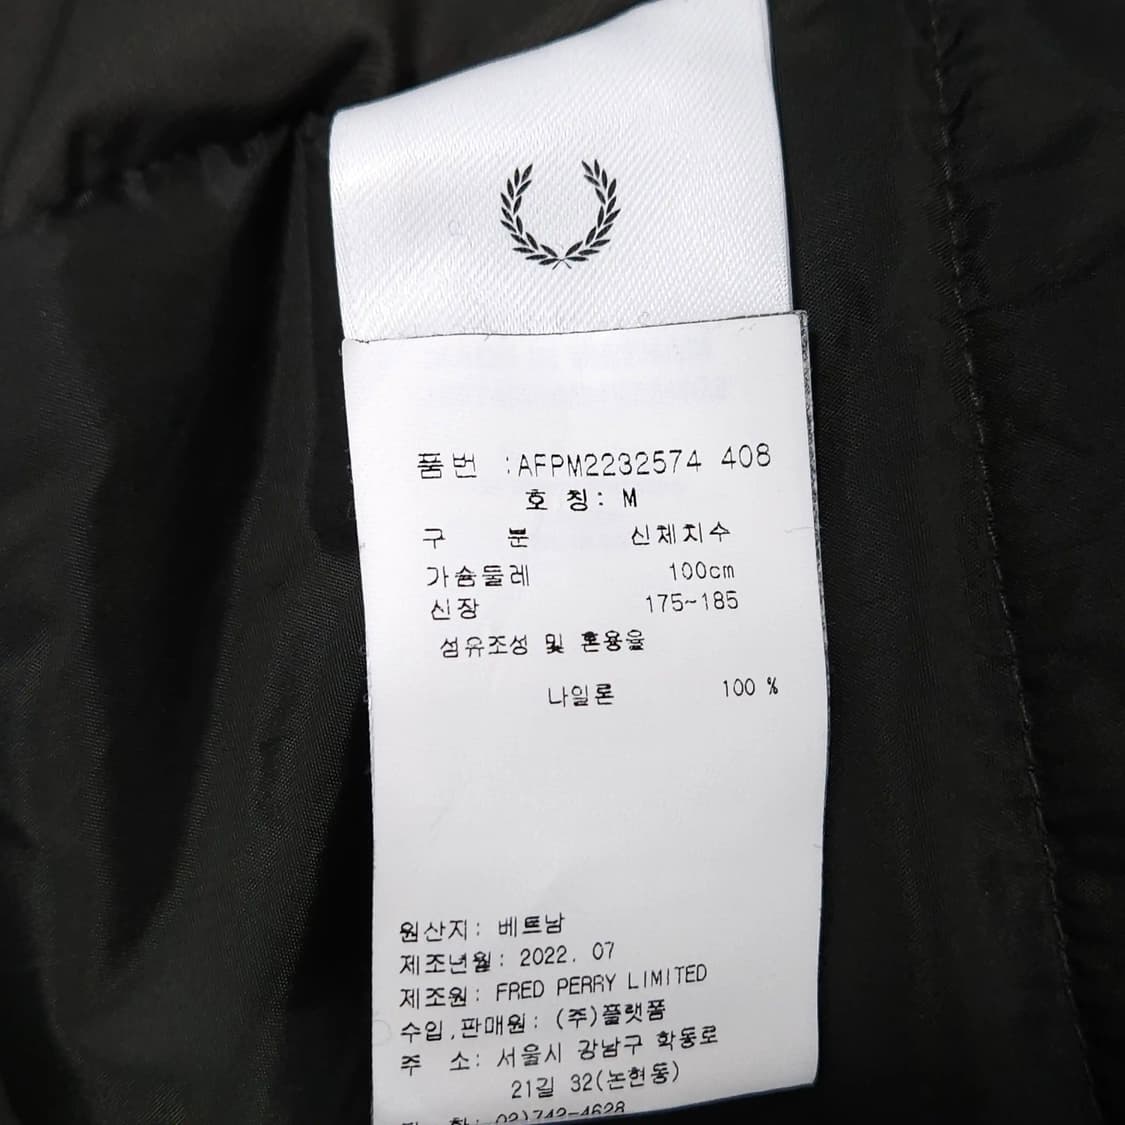 품번 :AFPM2232574 408
호칭: M
구 분 신체치수
가슴둘레 100cm
신장 175~185
섬유조성 및 혼용율
나일론 100 %
원산지: 베트남
제조년월: 2022. 07
제조원: FRED PERRY LIMITED
수입,판매원: (주)플랫폼
주 소: 서울시 강남구 학동로
21길 32(논현동)
02)742-4628